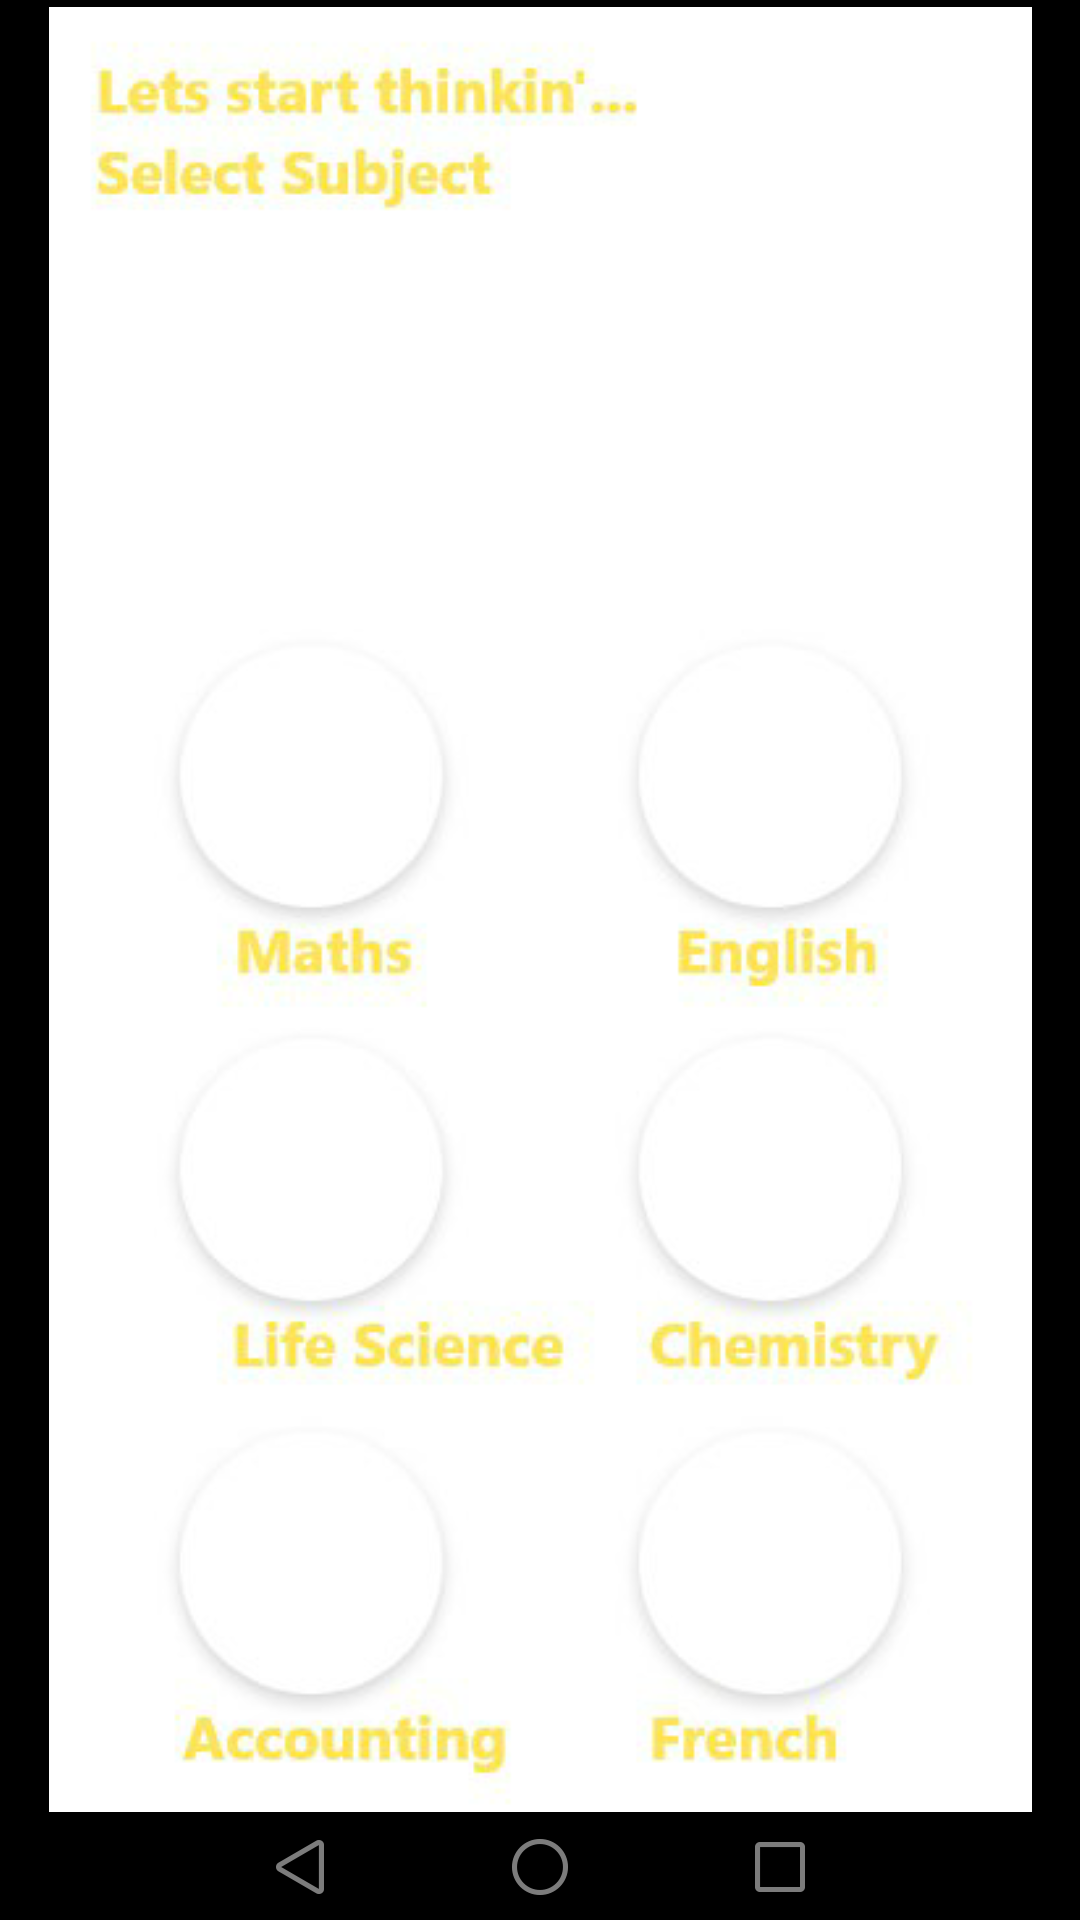 Lets start thinkin'...
Select Subject
Maths
English
Life Science
Chemistry
Accounting
French